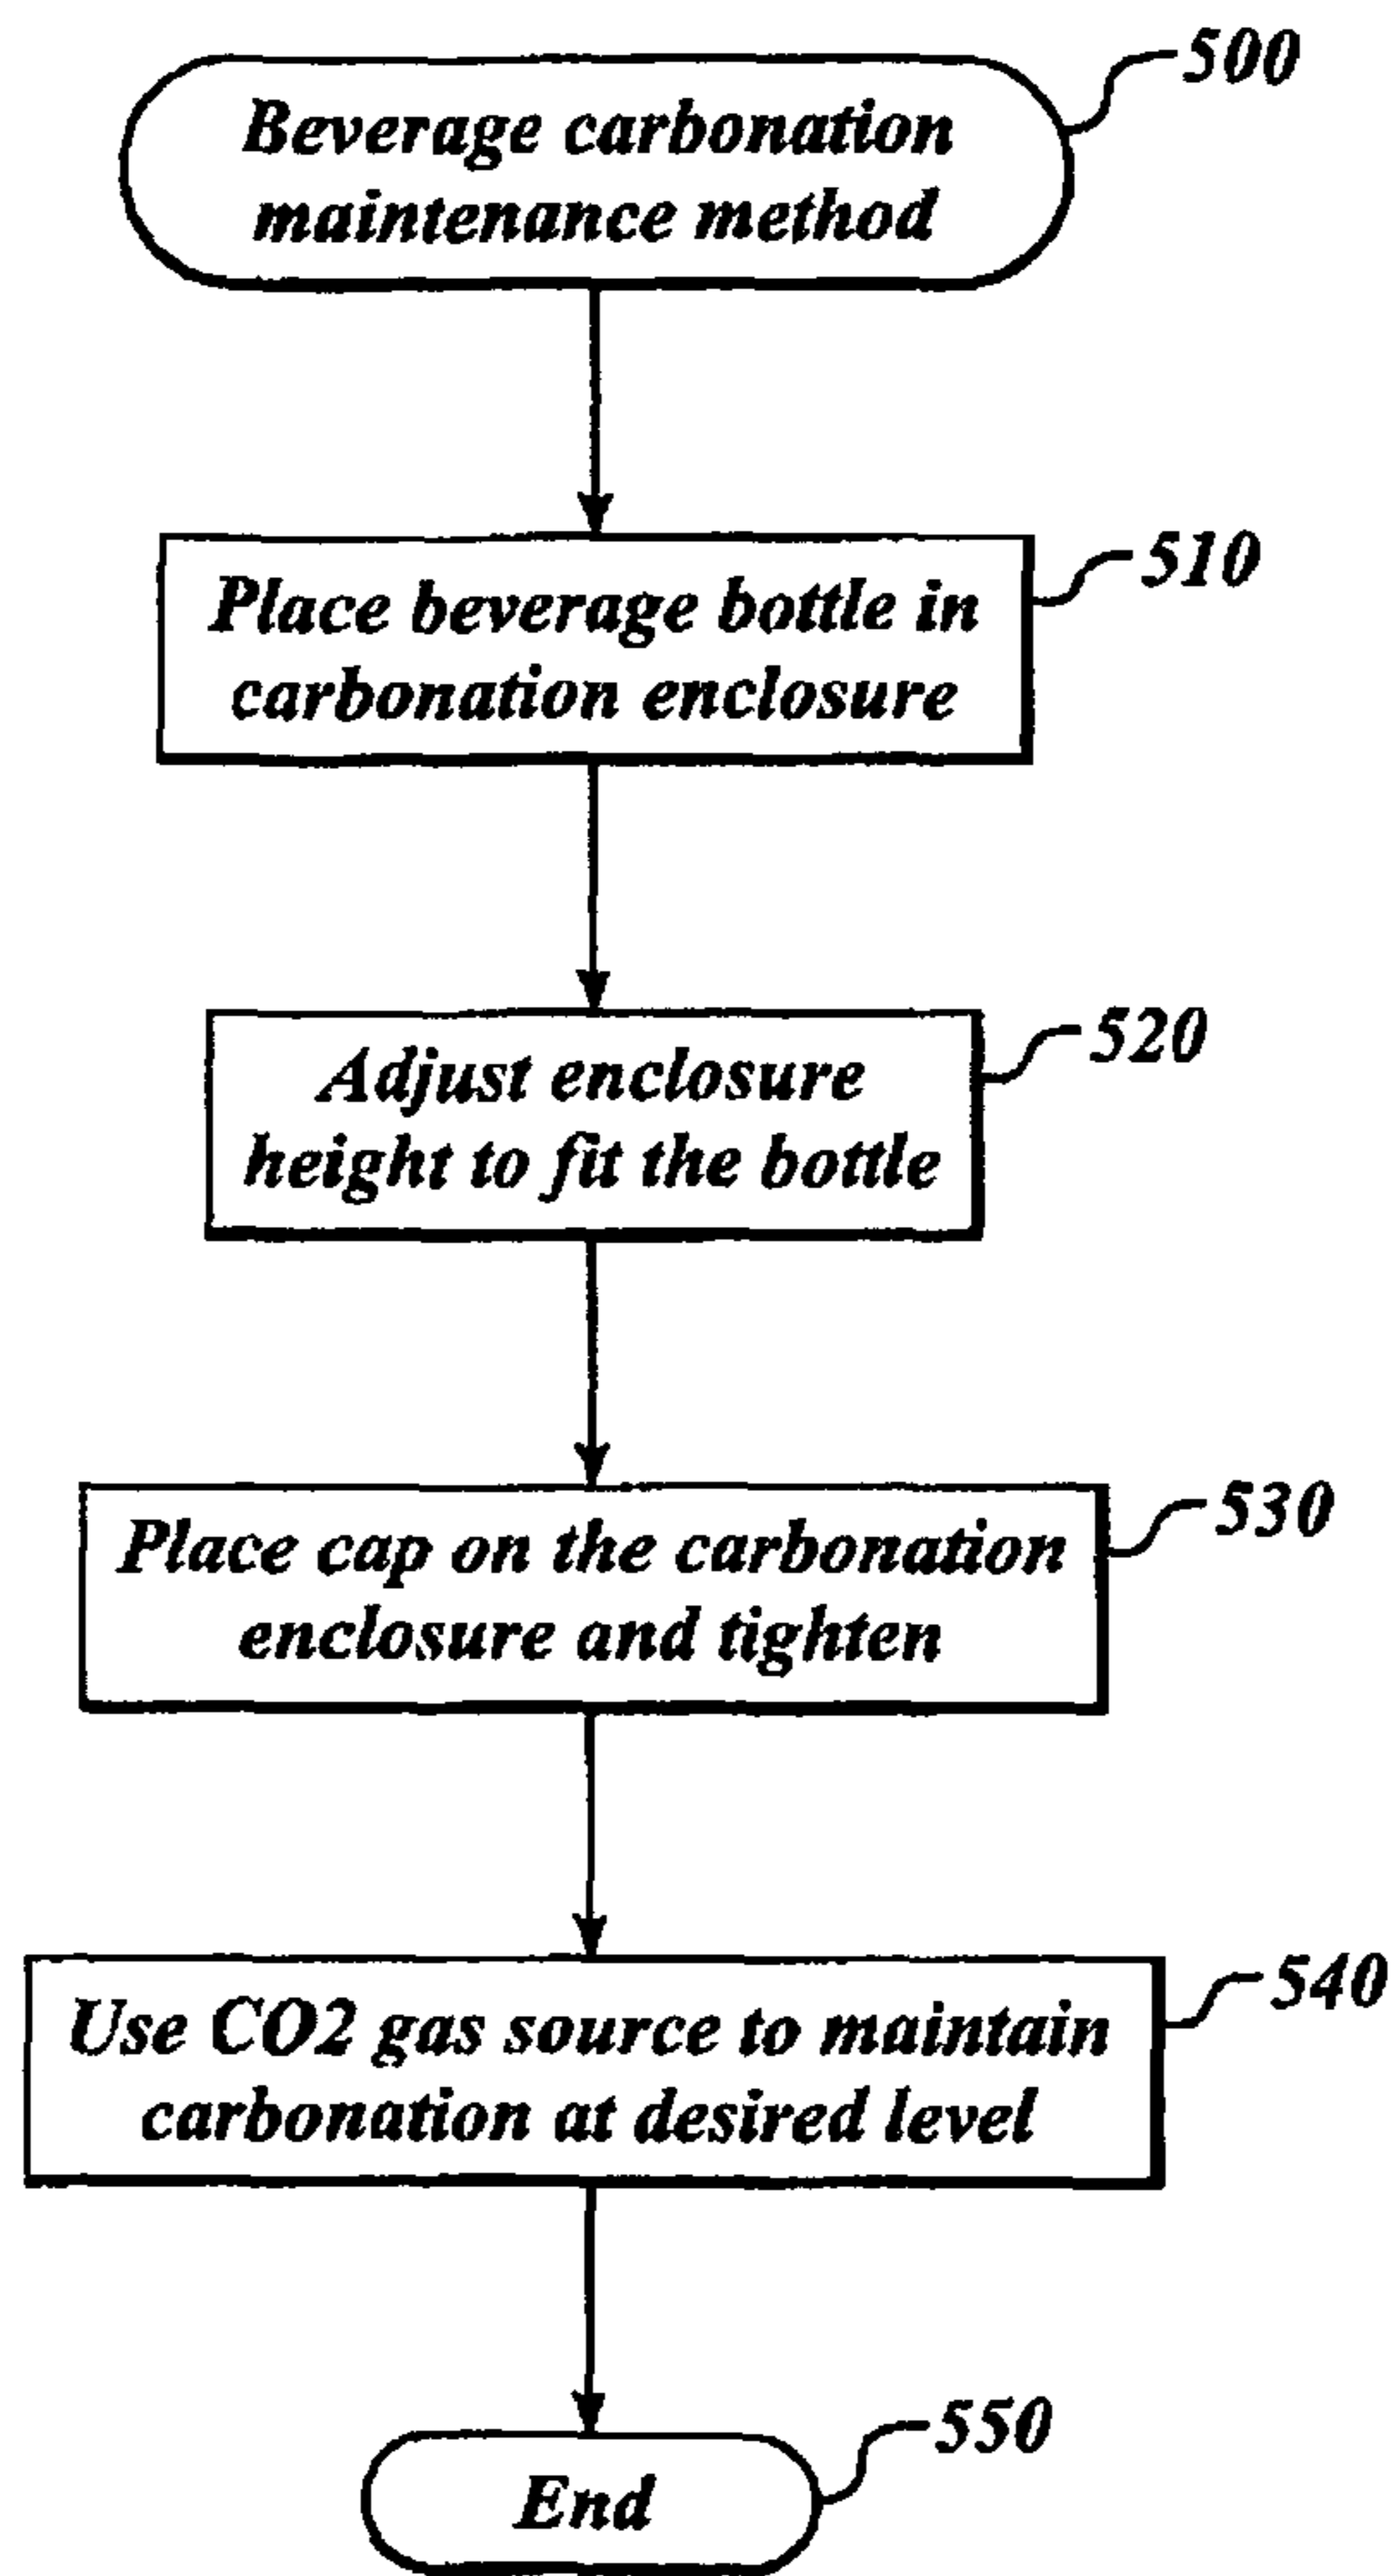 500
Beverage carbonation
maintenance method
510
Place beverage bottle in
carbonation enclosure
520
Adjust enclosure
height to fit the bottle
530
Place cap on the carbonation
enclosure and tighten
540
Use CO2 gas source to maintain
carbonation at desired level
550
End